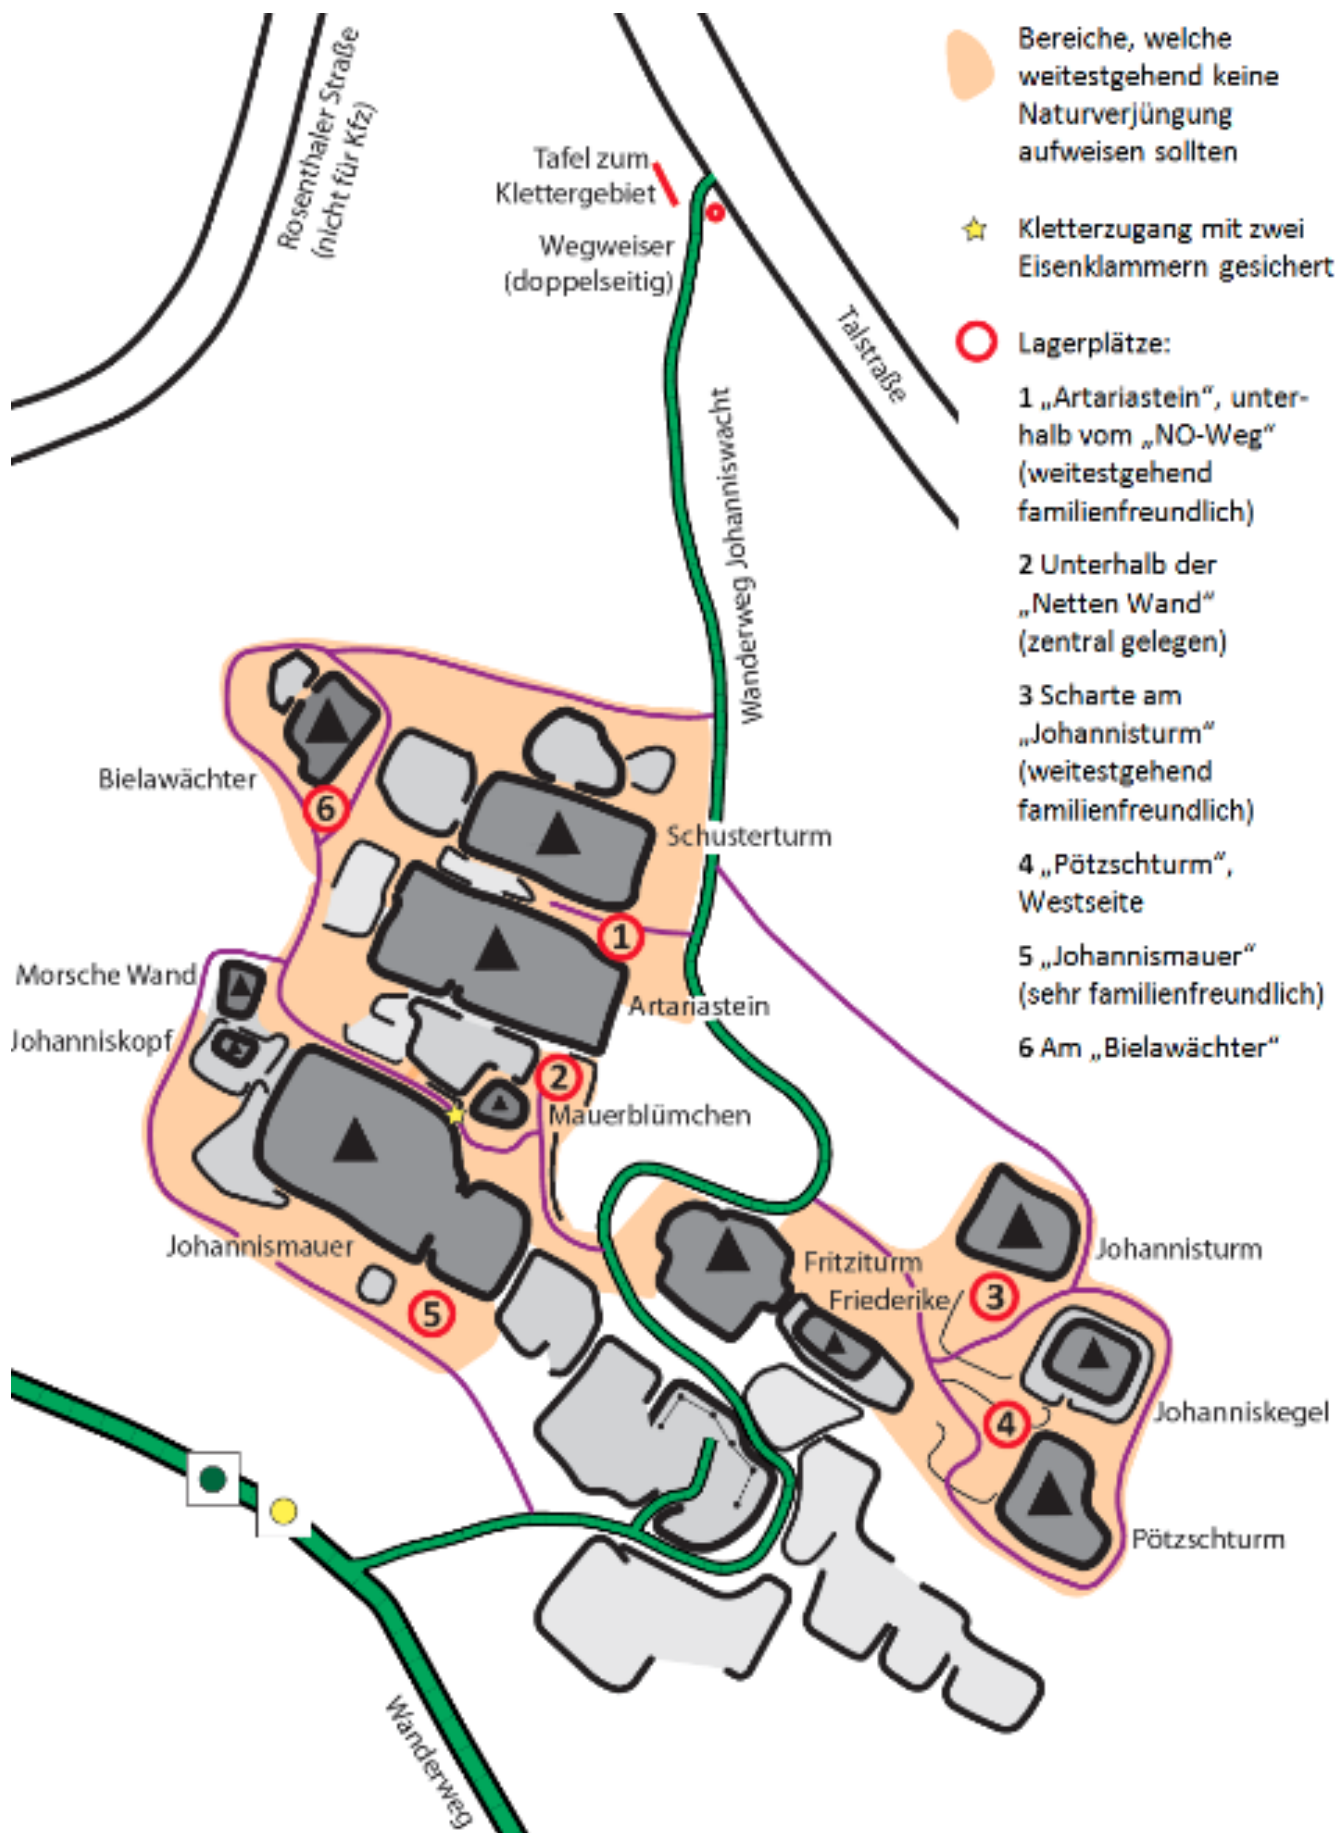 Rosenthaler Straße
(nicht für Kfz)
Tafel zum
Klettergebiet
Wegweiser
(doppelseitig)
Talstraße
Wanderweg Johanniswacht
Bielawächter
6
Schusterturm
1
Morsche Wand
Artariastein
Johanniskopf
2
Mauerblümchen
Johannismauer
5
Fritziturm
Friederike
Johannisturm
3
Johanniskegel
4
Pötzschturm
Wanderweg
Bereiche, welche
weitestgehend keine
Naturverjüngung
aufweisen sollten
Kletterzugang mit zwei
Eisenklammern gesichert
Lagerplätze:
1 „Artariastein“, unter-
halb vom „NO-Weg“
(weitestgehend
familienfreundlich)
2 Unterhalb der
„Netten Wand“
(zentral gelegen)
3 Scharte am
„Johannisturm“
(weitestgehend
familienfreundlich)
4 „Pötzschturm“,
Westseite
5 „Johannismauer“
(sehr familienfreundlich)
6 Am „Bielawächter“